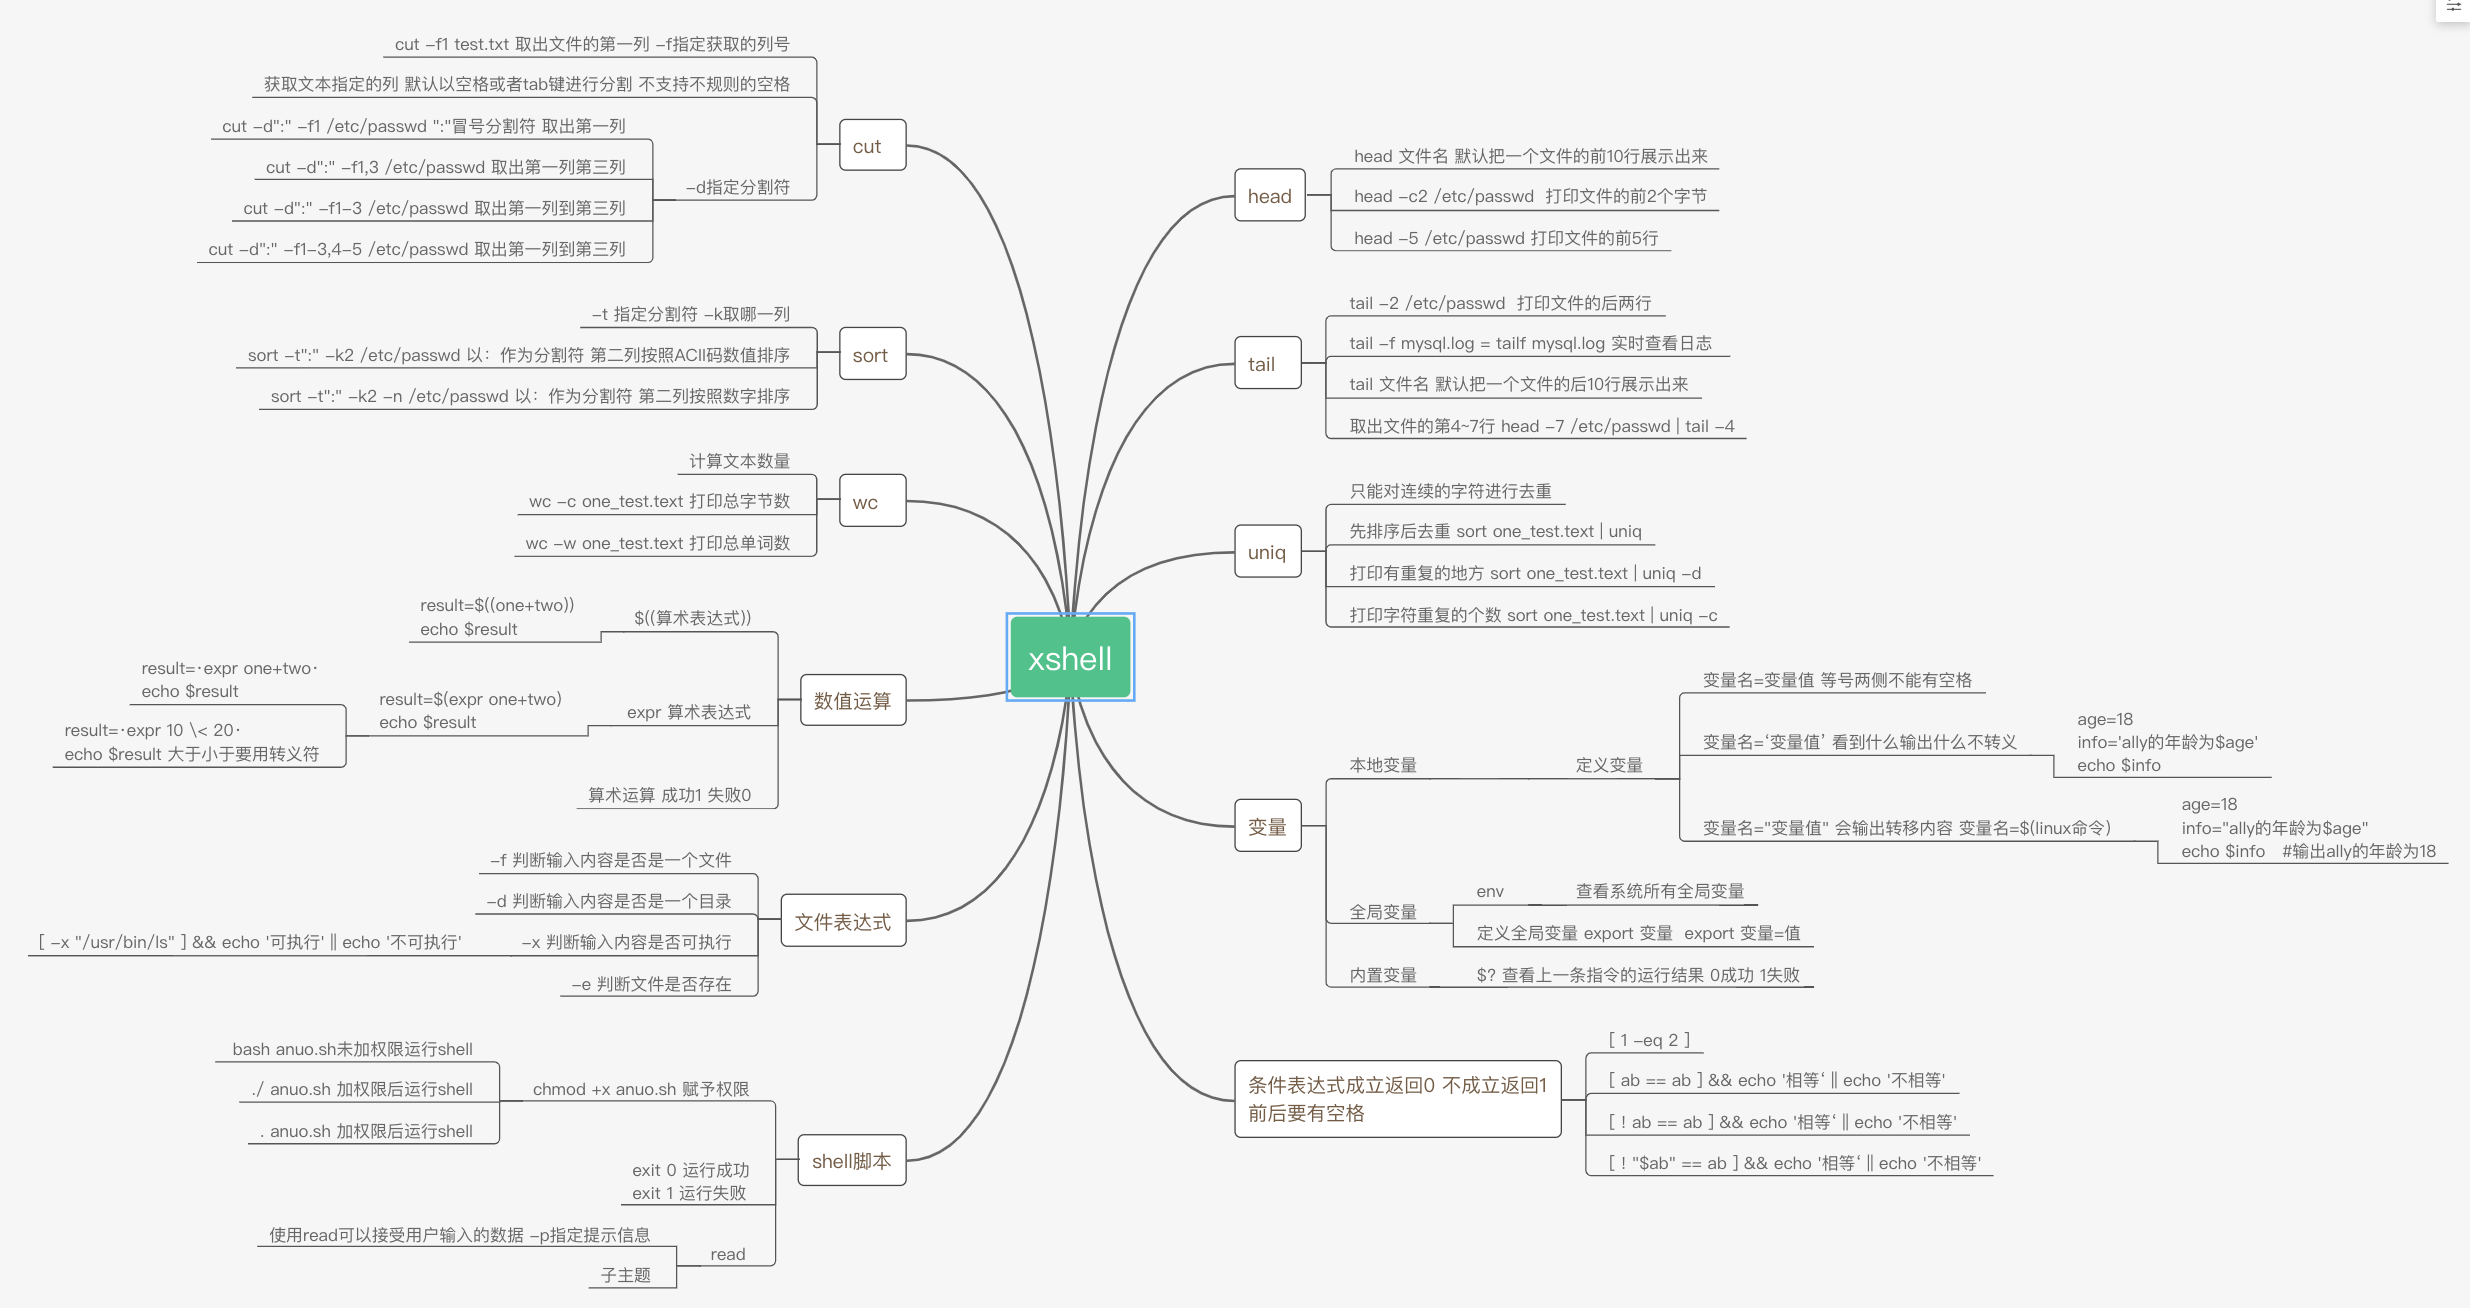 xshell
cut
cut -f1 test.txt 取出文件的第一列 -f指定获取的列号
获取文本指定的列 默认以空格或者tab键进行分割 不支持不规则的空格
-d指定分割符
cut -d":" -f1 /etc/passwd ":"冒号分割符 取出第一列
cut -d":" -f1,3 /etc/passwd 取出第一列第三列
cut -d":" -f1-3 /etc/passwd 取出第一列到第三列
cut -d":" -f1-3,4-5 /etc/passwd 取出第一列到第三列
sort
-t 指定分割符 -k取哪一列
sort -t":" -k2 /etc/passwd 以：作为分割符 第二列按照ACII码数值排序
sort -t":" -k2 -n /etc/passwd 以：作为分割符 第二列按照数字排序
wc
计算文本数量
wc -c one_test.text 打印总字节数
wc -w one_test.text 打印总单词数
数值运算
$((算术表达式))
result=$((one+two))
echo $result
expr 算术表达式
result=$(expr one+two)
echo $result
result=·expr one+two·
echo $result
result=·expr 10 \< 20·
echo $result 大于小于要用转义符
算术运算 成功1 失败0
文件表达式
-f 判断输入内容是否是一个文件
-d 判断输入内容是否是一个目录
-x 判断输入内容是否可执行
[ -x "/usr/bin/ls" ] && echo '可执行' || echo '不可执行'
-e 判断文件是否存在
shell脚本
chmod +x anuo.sh 赋予权限
bash anuo.sh未加权限运行shell
./ anuo.sh 加权限后运行shell
. anuo.sh 加权限后运行shell
exit 0 运行成功
exit 1 运行失败
read
使用read可以接受用户输入的数据 -p指定提示信息
子主题
head
head 文件名 默认把一个文件的前10行展示出来
head -c2 /etc/passwd  打印文件的前2个字节
head -5 /etc/passwd 打印文件的前5行
tail
tail -2 /etc/passwd  打印文件的后两行
tail -f mysql.log = tailf mysql.log 实时查看日志
tail 文件名 默认把一个文件的后10行展示出来
取出文件的第4~7行 head -7 /etc/passwd | tail -4
uniq
只能对连续的字符进行去重
先排序后去重 sort one_test.text | uniq
打印有重复的地方 sort one_test.text | uniq -d
打印字符重复的个数 sort one_test.text | uniq -c
变量
本地变量
定义变量
变量名=变量值 等号两侧不能有空格
变量名=‘变量值’ 看到什么输出什么不转义
age=18
info='ally的年龄为$age'
echo $info
变量名="变量值" 会输出转移内容 变量名=$(linux命令)
age=18
info="ally的年龄为$age"
echo $info   #输出ally的年龄为18
全局变量
env
查看系统所有全局变量
定义全局变量 export 变量  export 变量=值
内置变量
$? 查看上一条指令的运行结果 0成功 1失败
条件表达式成立返回0 不成立返回1
前后要有空格
[ 1 -eq 2 ]
[ ab == ab ] && echo '相等‘ || echo '不相等'
[ ! ab == ab ] && echo '相等‘ || echo '不相等'
[ ! "$ab" == ab ] && echo '相等‘ || echo '不相等'